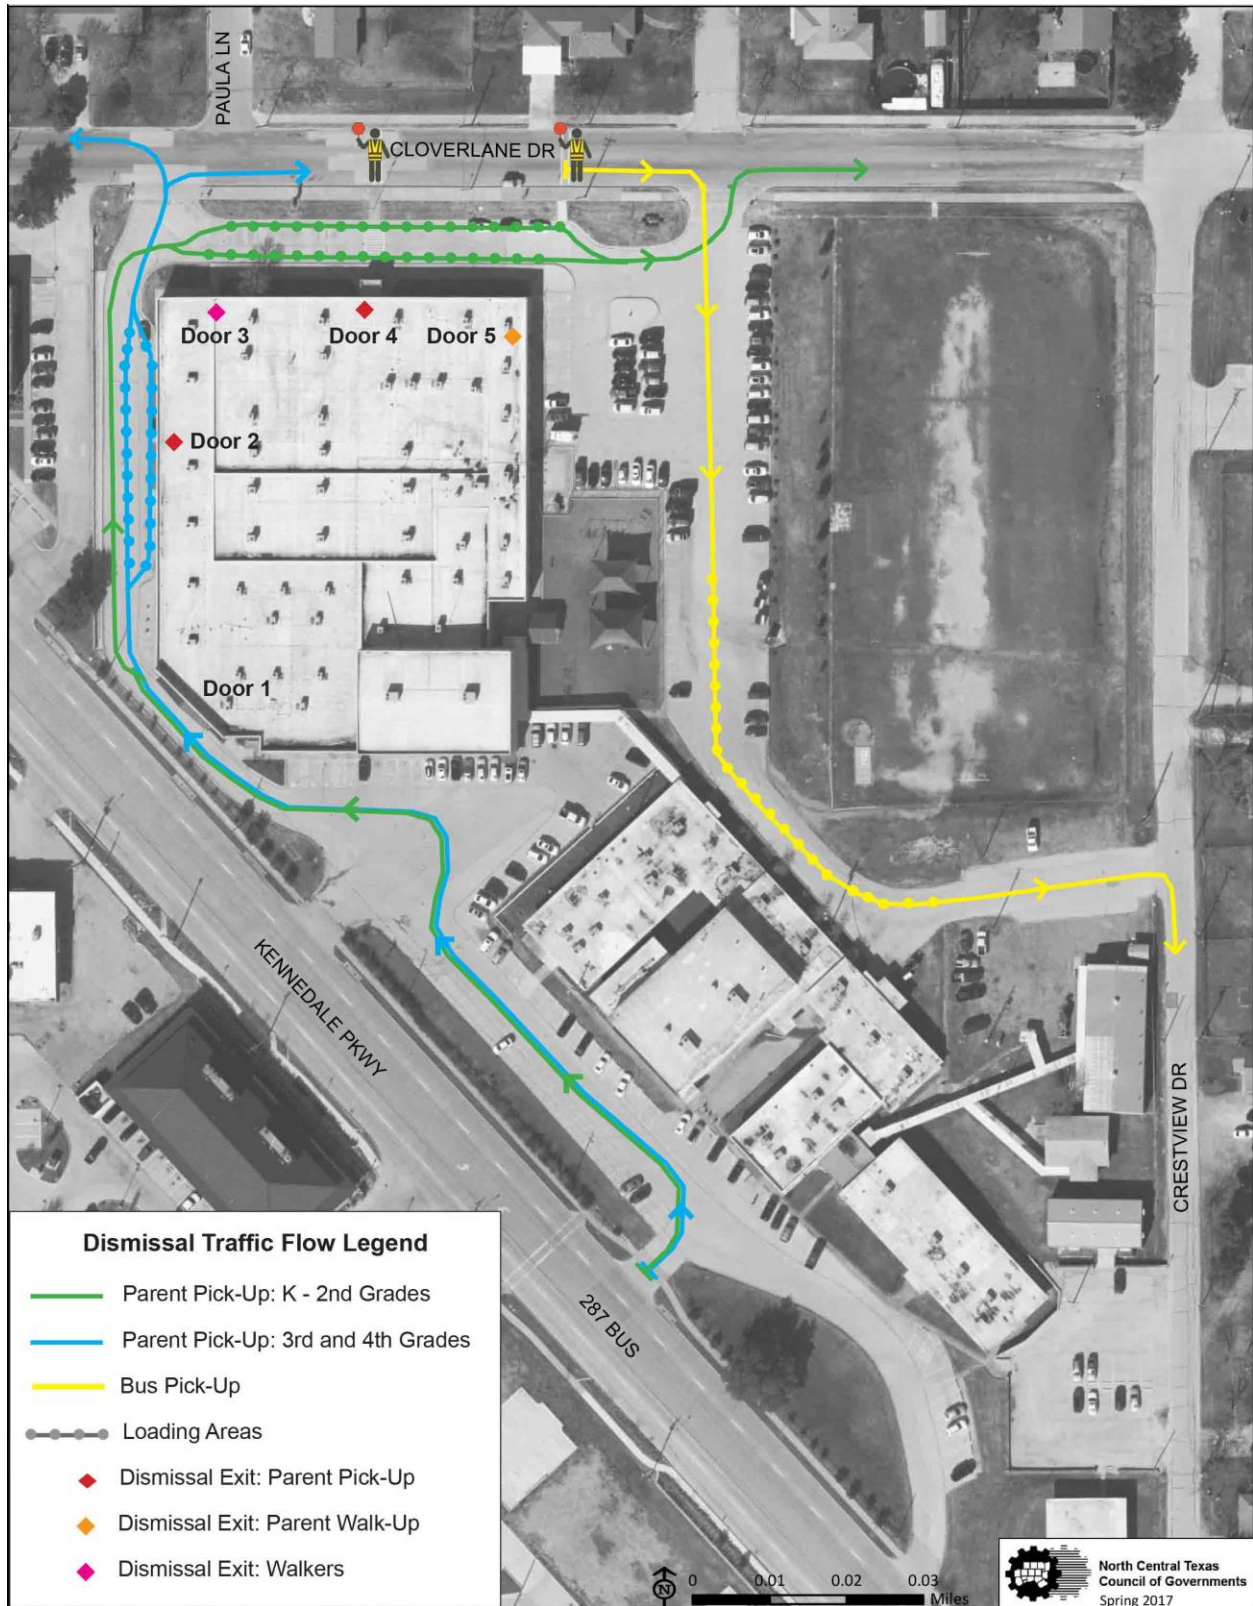 PAULA LN
CLOVERLANE DR
Door 3
Door 4
Door 5
Door 2
Door 1
KENNEDALE PKWY
287 BUS
CRESTVIEW DR
Dismissal Traffic Flow Legend
Parent Pick-Up: K - 2nd Grades
Parent Pick-Up: 3rd and 4th Grades
Bus Pick-Up
Loading Areas
Dismissal Exit: Parent Pick-Up
Dismissal Exit: Parent Walk-Up
Dismissal Exit: Walkers
N
0 0.01 0.02 0.03
Miles
North Central Texas
Council of Governments
Spring 2017